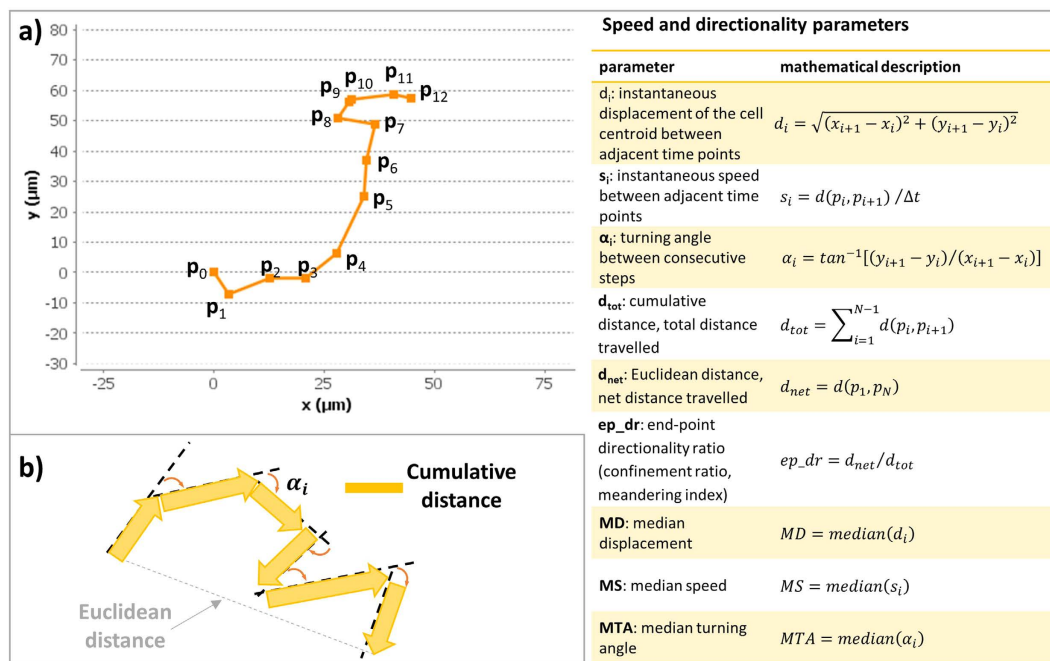 a)
80
70
60
50
40
30
20
10
0
-10
-20
-30
y (µm)
-25
0
25
50
75
x (µm)
p0
p1
p2
p3
p4
p5
p6
p7
p8
p9
p10
p11
p12
b)
αi
Cumulative
distance
Euclidean
distance
Speed and directionality parameters
parameter mathematical description
di: instantaneous
displacement of the cell
centroid between
adjacent time points
di = √(xi+1 − xi)² + (yi+1 − yi)²
si: instantaneous speed
between adjacent time
points
si = d(pi, pi+1) /Δt
αi: turning angle
between consecutive
steps
αi = tan⁻¹[(yi+1 − yi)/(xi+1 − xi)]
dtot: cumulative
distance, total distance
travelled
dtot = ∑ i=1 N−1 d(pi, pi+1)
dnet: Euclidean distance,
net distance travelled
dnet = d(p1, pN)
ep_dr: end-point
directionality ratio
(confinement ratio,
meandering index)
ep_dr = dnet/dtot
MD: median
displacement
MD = median(di)
MS: median speed
MS = median(si)
MTA: median turning
angle
MTA = median(αi)